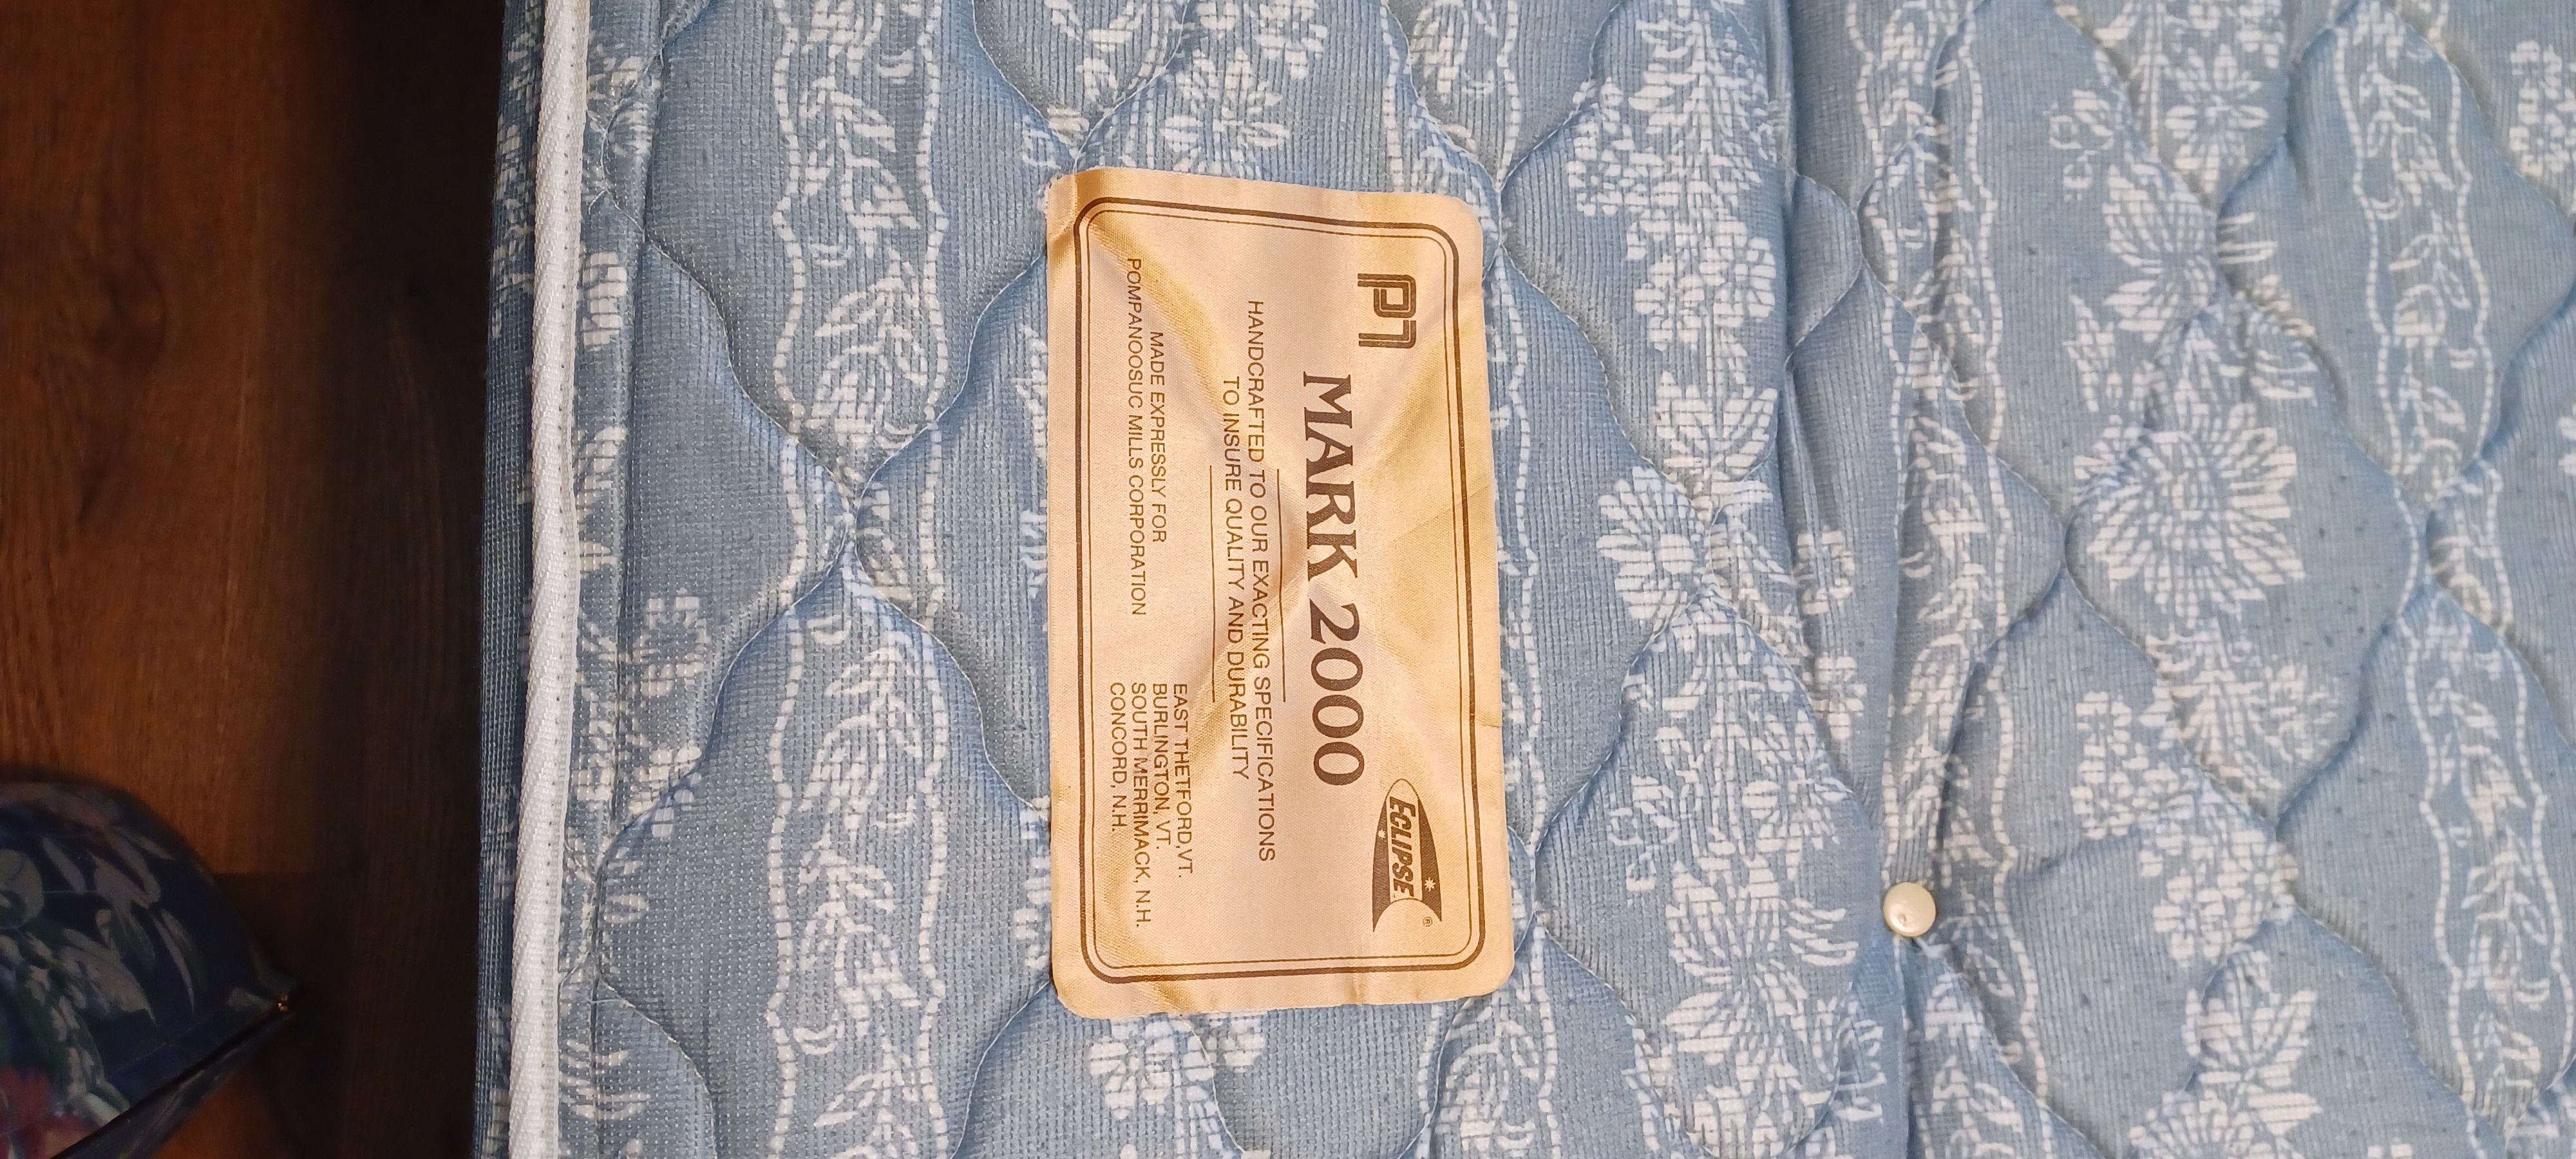 PM
ECLIPSE ®
MARK 2000
HANDCRAFTED TO OUR EXACTING SPECIFICATIONS
TO INSURE QUALITY AND DURABILITY
MADE EXPRESSLY FOR
POMPANOOSUC MILLS CORPORATION
EAST THETFORD,VT.
BURLINGTON, VT.
SOUTH MERRIMACK, N.H.
CONCORD, N.H.